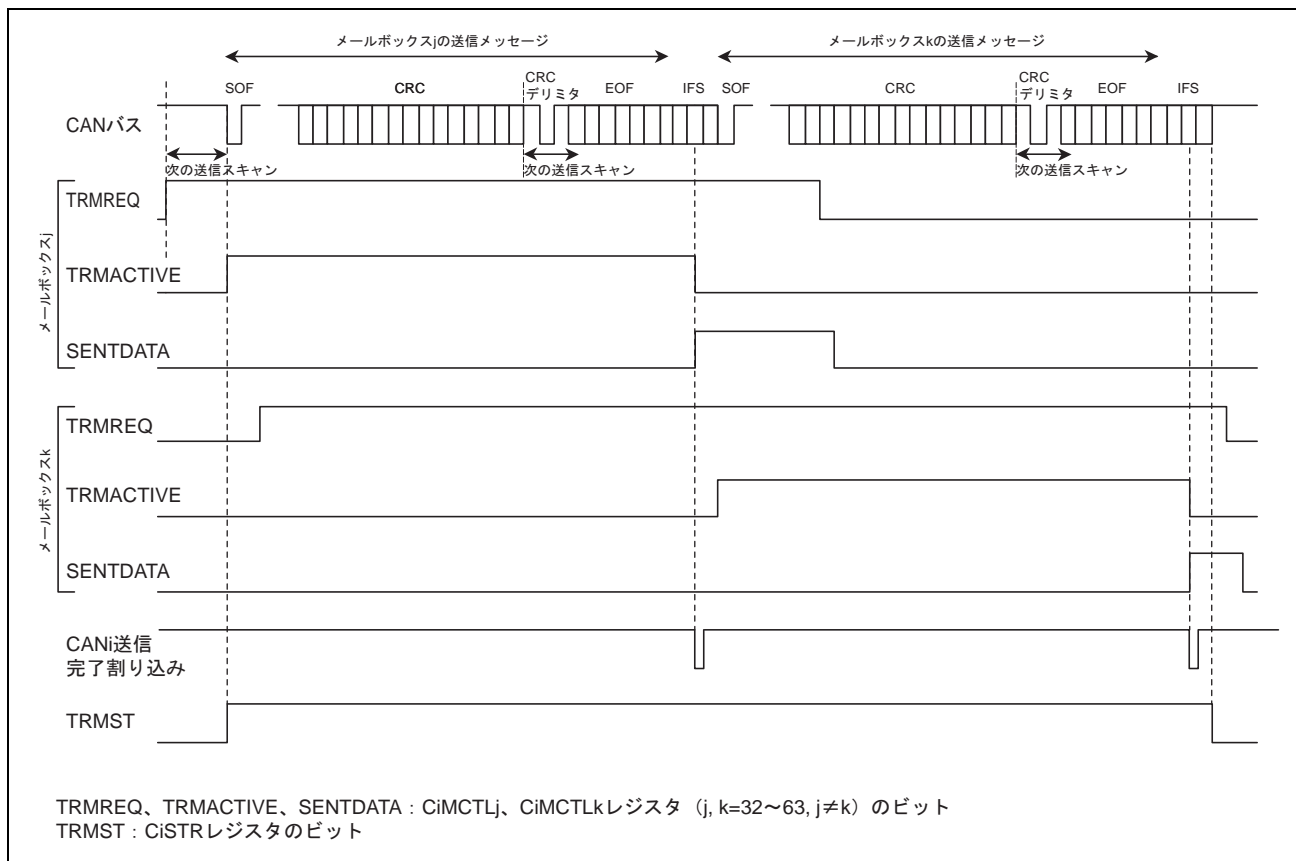 メールボックスjの送信メッセージ
メールボックスkの送信メッセージ
SOF
CRC
CRC
デリミタ
EOF
IFS
SOF
CRC
CRC
デリミタ
EOF
IFS
CANバス
次の送信スキャン
次の送信スキャン
次の送信スキャン
メールボックスj
TRMREQ
TRMACTIVE
SENTDATA
メールボックスk
TRMREQ
TRMACTIVE
SENTDATA
CANi送信
完了割り込み
TRMST
TRMREQ、TRMACTIVE、SENTDATA：CiMCTLj、CiMCTLkレジスタ（j, k=32～63, j≠k）のビット
TRMST：CiSTRレジスタのビット